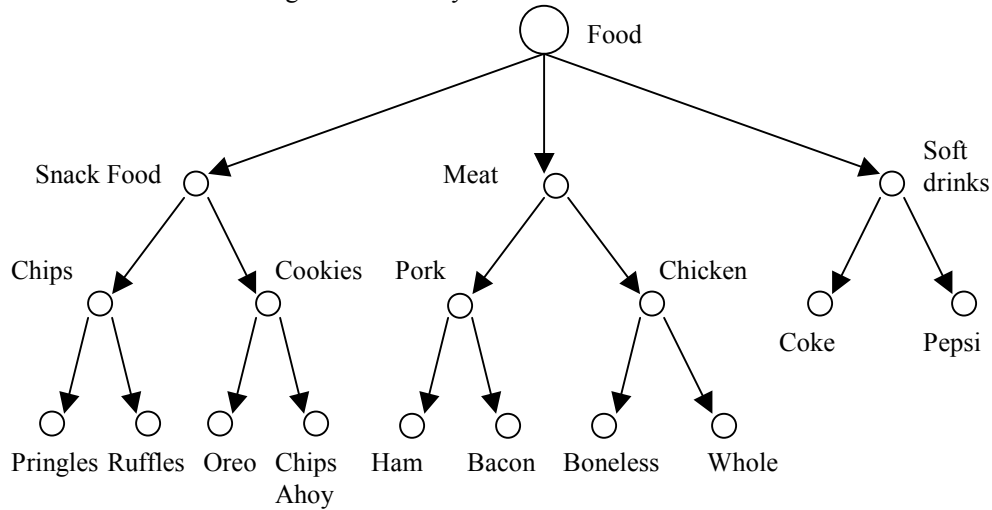 Food
Snack Food
Meat
Soft
drinks
Chips
Cookies
Pork
Chicken
Coke
Pepsi
Pringles
Ruffles
Oreo
Chips
Ahoy
Ham
Bacon
Boneless
Whole